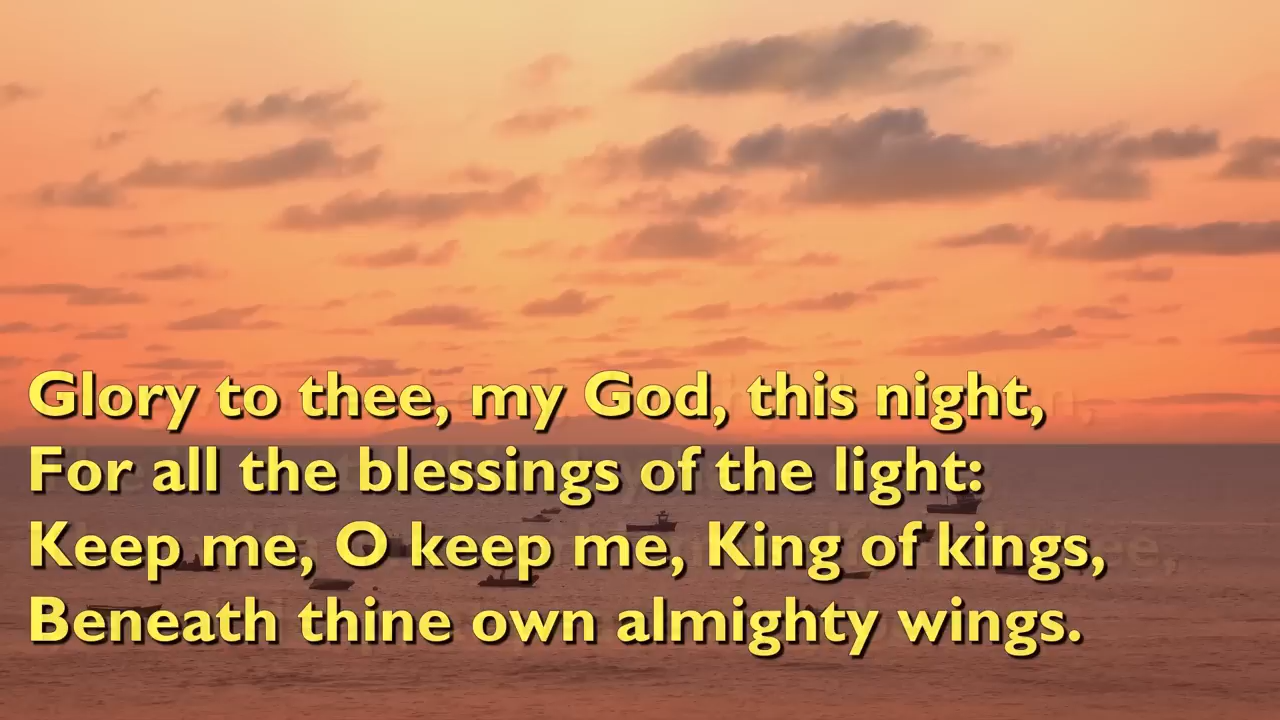 Glory to thee, my God, this night,
For all the blessings of the light:
Keep me, O keep me, King of kings,
Beneath thine own almighty wings.